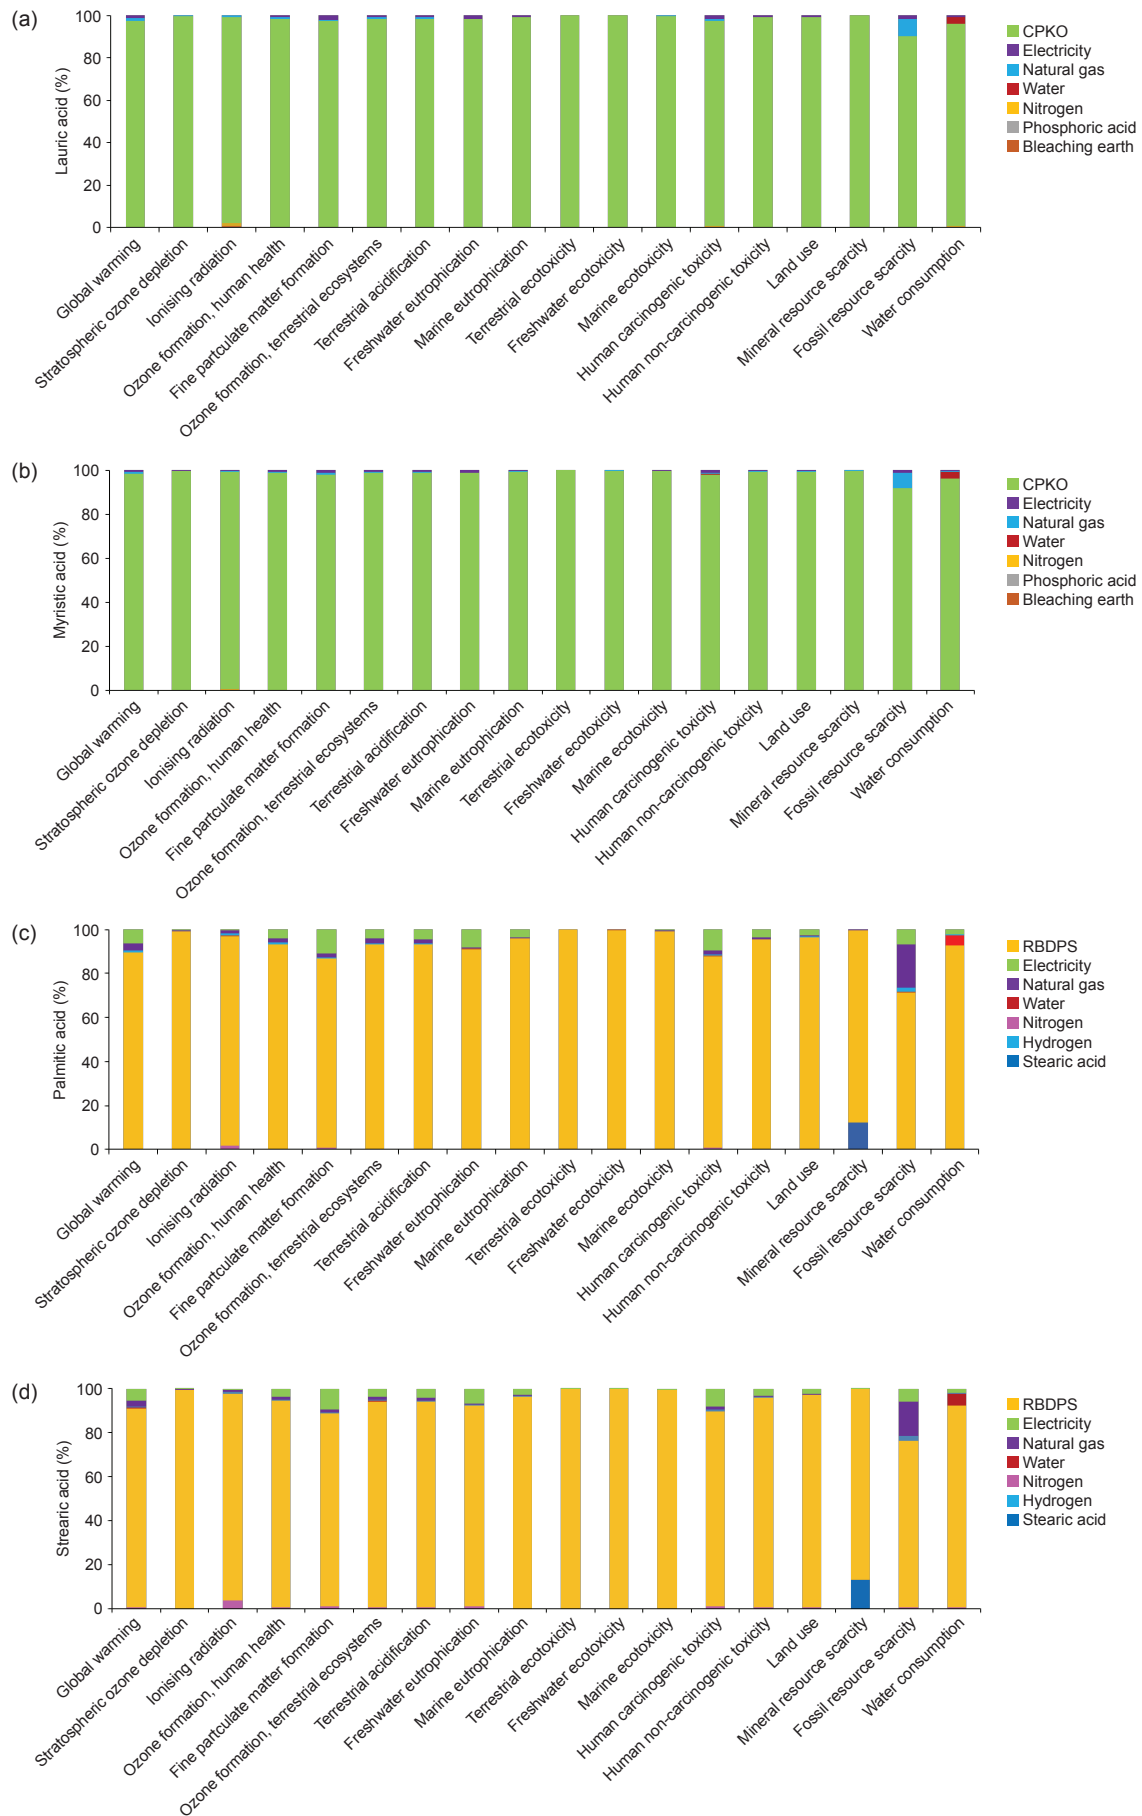 (a)
Lauric acid (%)
100
80
60
40
20
0
Global warming
Stratospheric ozone depletion
Ionising radiation
Ozone formation, human health
Fine partculate matter formation
Ozone formation, terrestrial ecosystems
Terrestrial acidification
Freshwater eutrophication
Marine eutrophication
Terrestrial ecotoxicity
Freshwater ecotoxicity
Marine ecotoxicity
Human carcinogenic toxicity
Human non-carcinogenic toxicity
Land use
Mineral resource scarcity
Fossil resource scarcity
Water consumption
CPKO
Electricity
Natural gas
Water
Nitrogen
Phosphoric acid
Bleaching earth
(b)
Myristic acid (%)
100
80
60
40
20
0
Global warming
Stratospheric ozone depletion
Ionising radiation
Ozone formation, human health
Fine partculate matter formation
Ozone formation, terrestrial ecosystems
Terrestrial acidification
Freshwater eutrophication
Marine eutrophication
Terrestrial ecotoxicity
Freshwater ecotoxicity
Marine ecotoxicity
Human carcinogenic toxicity
Human non-carcinogenic toxicity
Land use
Mineral resource scarcity
Fossil resource scarcity
Water consumption
CPKO
Electricity
Natural gas
Water
Nitrogen
Phosphoric acid
Bleaching earth
(c)
Palmitic acid (%)
100
80
60
40
20
0
Global warming
Stratospheric ozone depletion
Ionising radiation
Ozone formation, human health
Fine partculate matter formation
Ozone formation, terrestrial ecosystems
Terrestrial acidification
Freshwater eutrophication
Marine eutrophication
Terrestrial ecotoxicity
Freshwater ecotoxicity
Marine ecotoxicity
Human carcinogenic toxicity
Human non-carcinogenic toxicity
Land use
Mineral resource scarcity
Fossil resource scarcity
Water consumption
RBDPS
Electricity
Natural gas
Water
Nitrogen
Hydrogen
Stearic acid
(d)
Strearic acid (%)
100
80
60
40
20
0
Global warming
Stratospheric ozone depletion
Ionising radiation
Ozone formation, human health
Fine partculate matter formation
Ozone formation, terrestrial ecosystems
Terrestrial acidification
Freshwater eutrophication
Marine eutrophication
Terrestrial ecotoxicity
Freshwater ecotoxicity
Marine ecotoxicity
Human carcinogenic toxicity
Human non-carcinogenic toxicity
Land use
Mineral resource scarcity
Fossil resource scarcity
Water consumption
RBDPS
Electricity
Natural gas
Water
Nitrogen
Hydrogen
Stearic acid